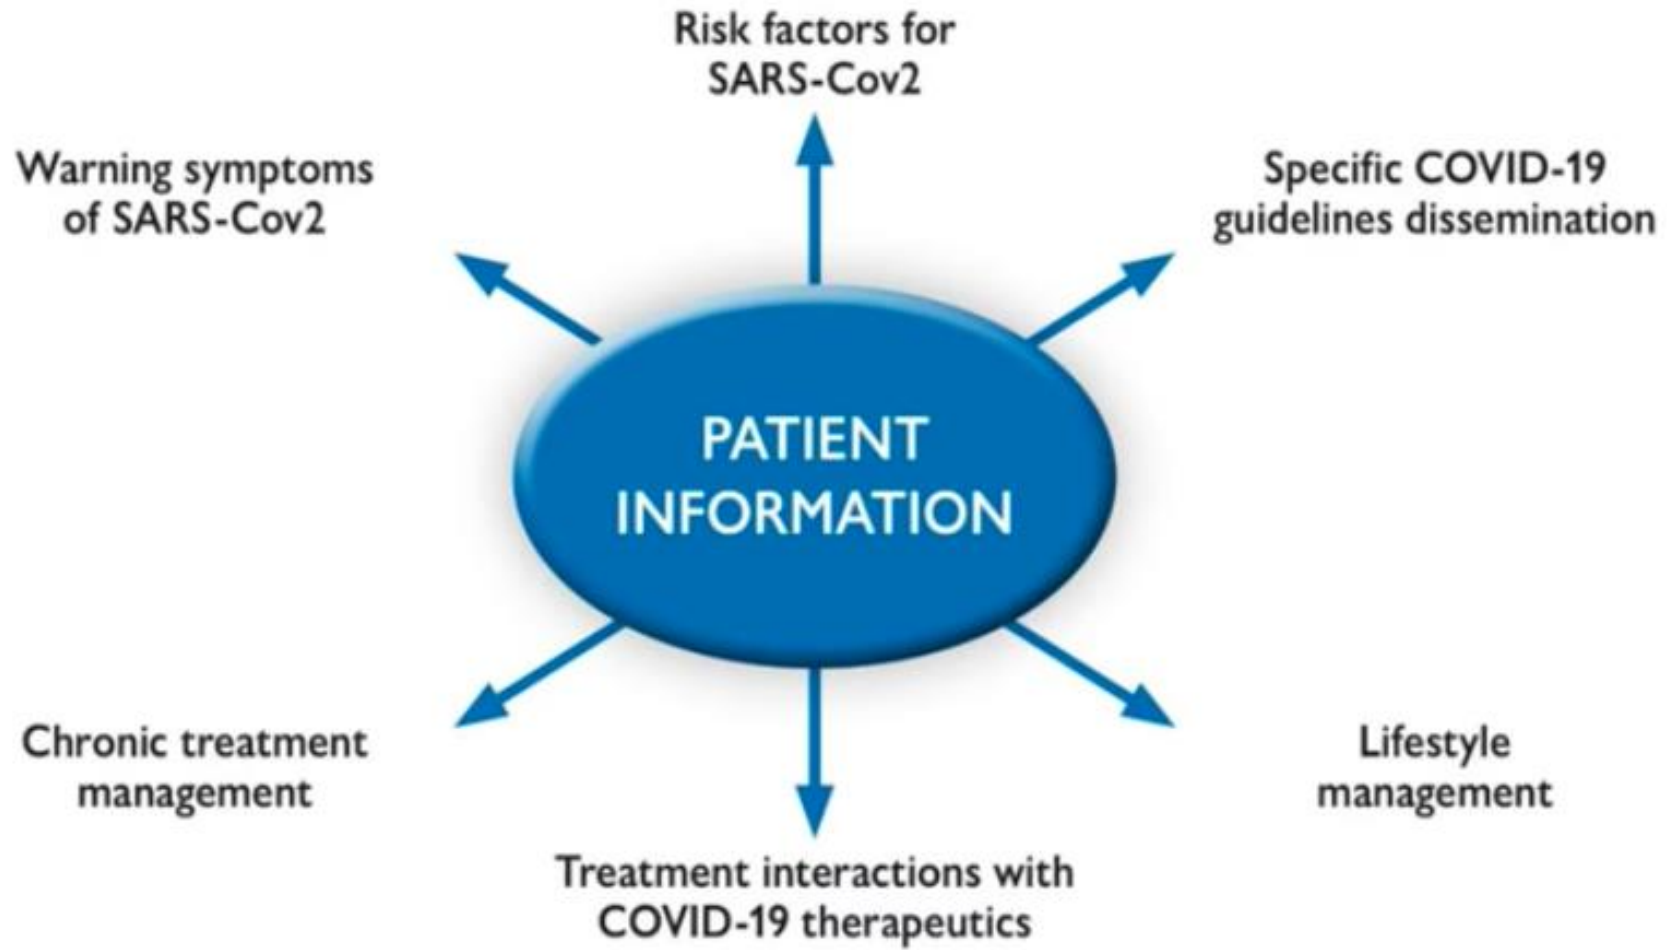 Risk factors for
SARS-Cov2
Warning symptoms
of SARS-Cov2
Specific COVID-19
guidelines dissemination
PATIENT
INFORMATION
Chronic treatment
management
Lifestyle
management
Treatment interactions with
COVID-19 therapeutics